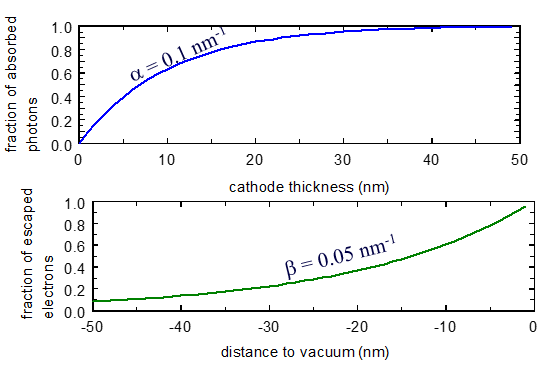 fraction of absorbed
photons
1.0
0.8
0.6
0.4
0.2
0.0
α = 0.1 nm⁻¹
0 10 20 30 40 50
cathode thickness (nm)
fraction of escaped
electrons
1.0
0.8
0.6
0.4
0.2
0.0
β = 0.05 nm⁻¹
-50 -40 -30 -20 -10 0
distance to vacuum (nm)